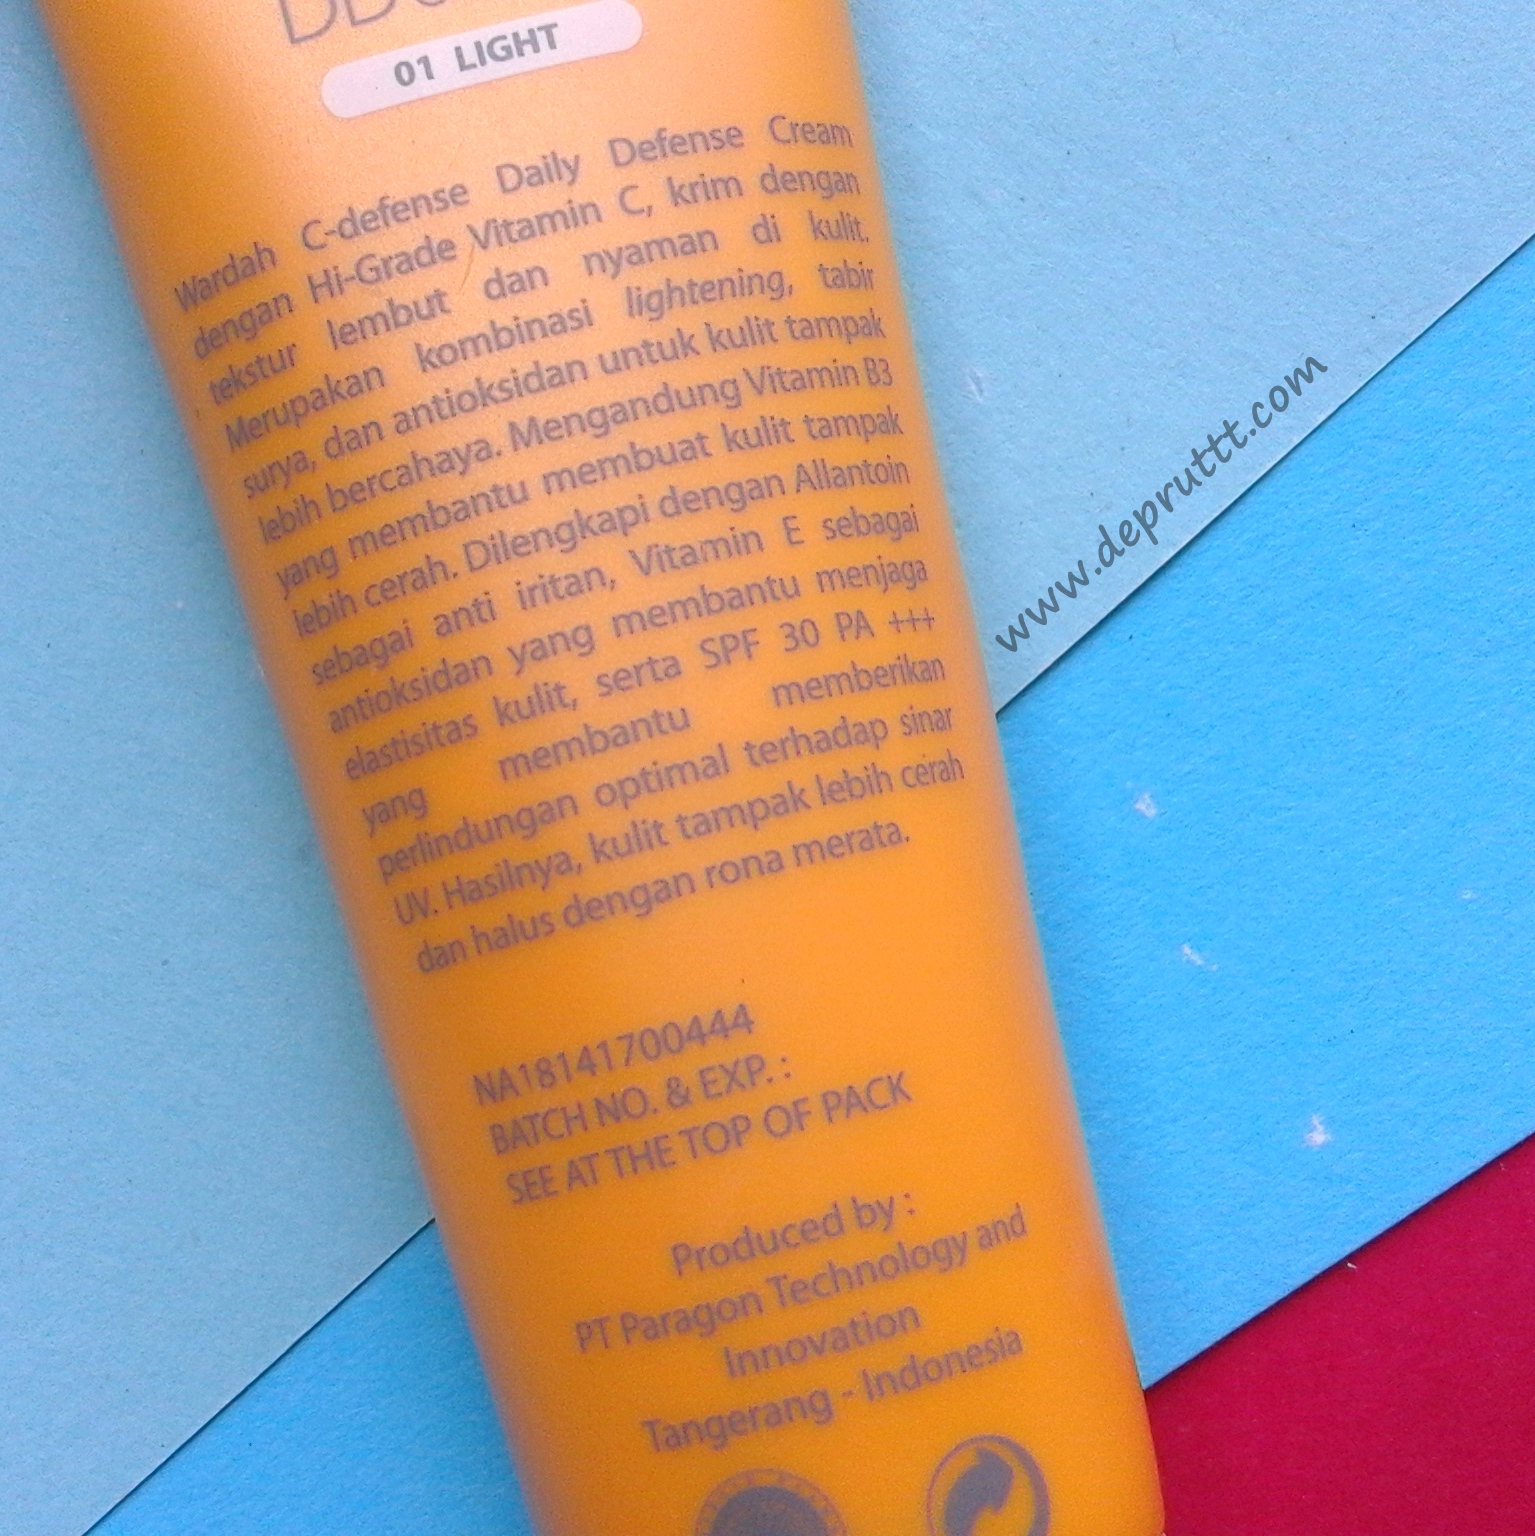 01 LIGHT
Wardah C-defense Daily Defense Cream
dengan Hi-Grade Vitamin C, krim dengan
tekstur lembut dan nyaman di kulit.
Merupakan kombinasi lightening, tabir
surya, dan antioksidan untuk kulit tampak
lebih bercahaya. Mengandung Vitamin B3
yang membantu membuat kulit tampak
lebih cerah. Dilengkapi dengan Allantoin
sebagai anti iritan, Vitamin E sebagai
antioksidan yang membantu menjaga
elastisitas kulit, serta SPF 30 PA +++
yang membantu memberikan
perlindungan optimal terhadap sinar
UV. Hasilnya, kulit tampak lebih cerah
dan halus dengan rona merata.
NA18141700444
BATCH NO. & EXP. :
SEE AT THE TOP OF PACK
Produced by :
PT Paragon Technology and
Innovation
Tangerang - Indonesia
www.depruttt.com